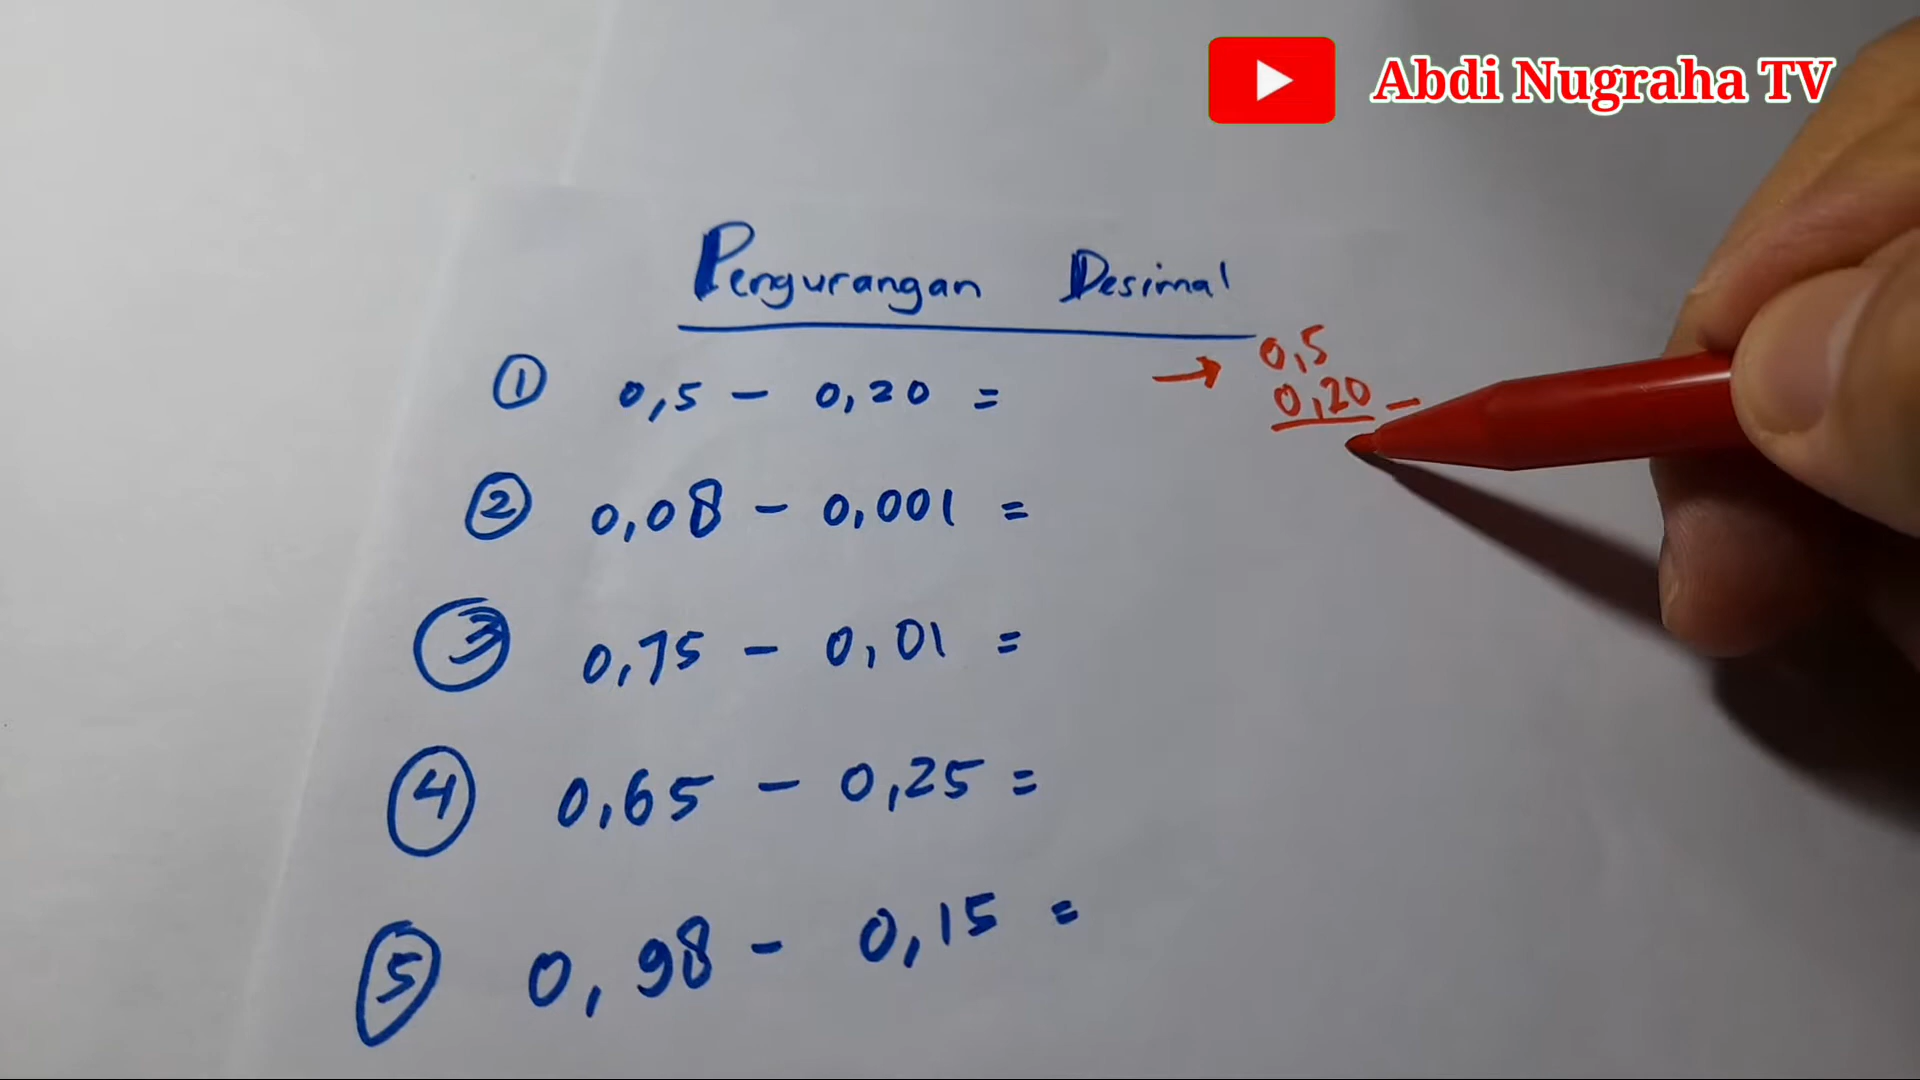 Abdi Nugraha TV
Pengurangan Desimal
① 0,5 - 0,20 =
→ 0,5
0,20 -
② 0,08 - 0,001 =
③ 0,75 - 0,01 =
④ 0,65 - 0,25 =
⑤ 0,98 - 0,15 =